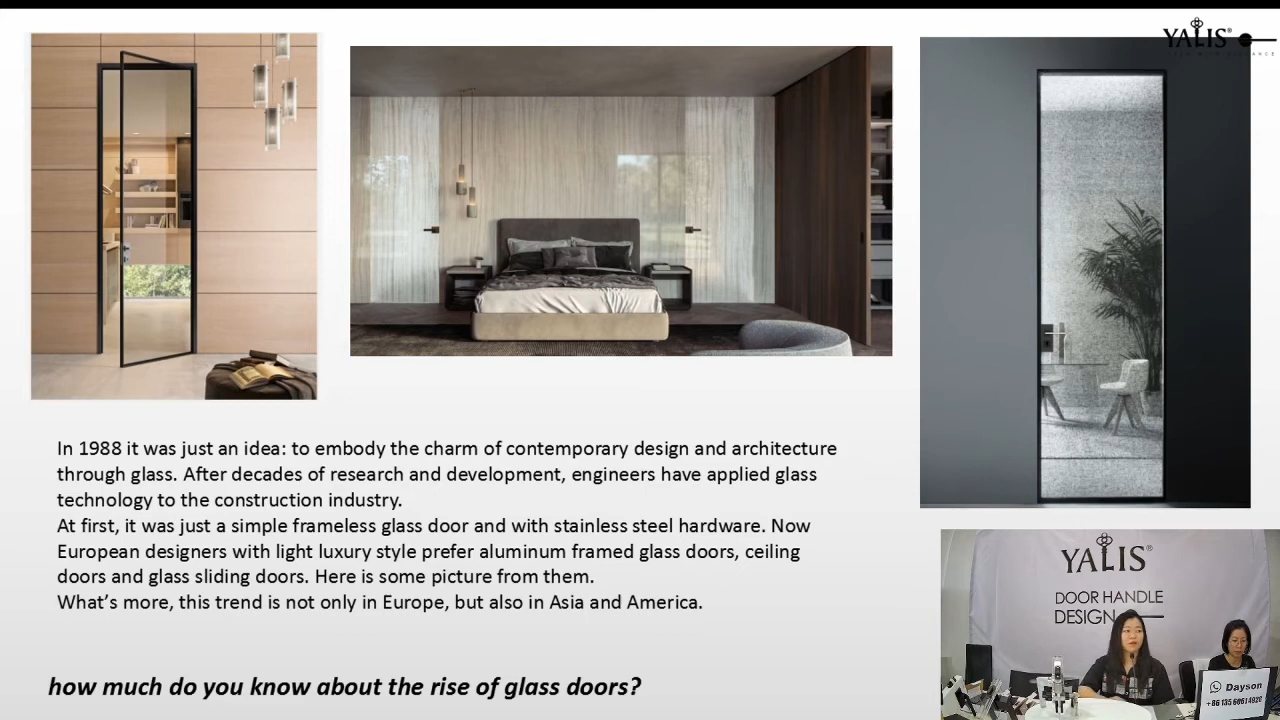 YALIS®
In 1988 it was just an idea: to embody the charm of contemporary design and architecture
through glass. After decades of research and development, engineers have applied glass
technology to the construction industry.
At first, it was just a simple frameless glass door and with stainless steel hardware. Now
European designers with light luxury style prefer aluminum framed glass doors, ceiling
doors and glass sliding doors. Here is some picture from them.
What's more, this trend is not only in Europe, but also in Asia and America.
how much do you know about the rise of glass doors?
YALIS®
DOOR HANDLE
DESIGN
Dayson